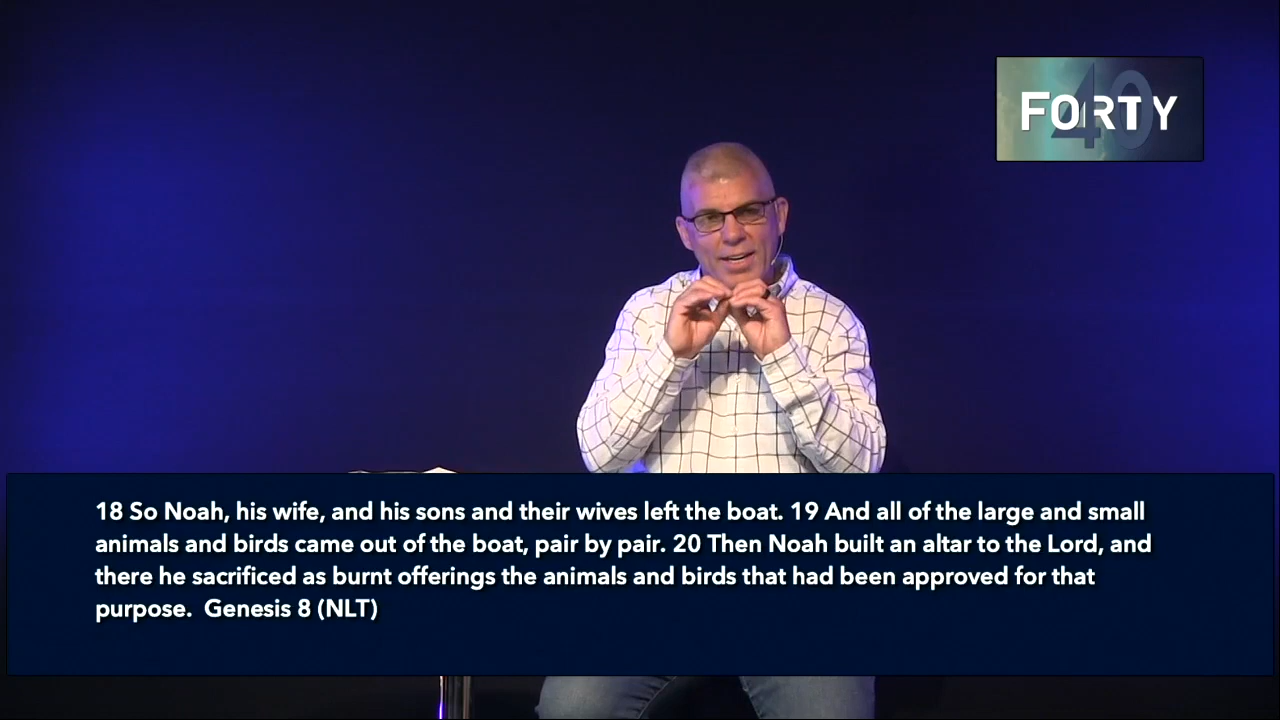 40
FORTY
18 So Noah, his wife, and his sons and their wives left the boat. 19 And all of the large and small
animals and birds came out of the boat, pair by pair. 20 Then Noah built an altar to the Lord, and
there he sacrificed as burnt offerings the animals and birds that had been approved for that
purpose.  Genesis 8 (NLT)